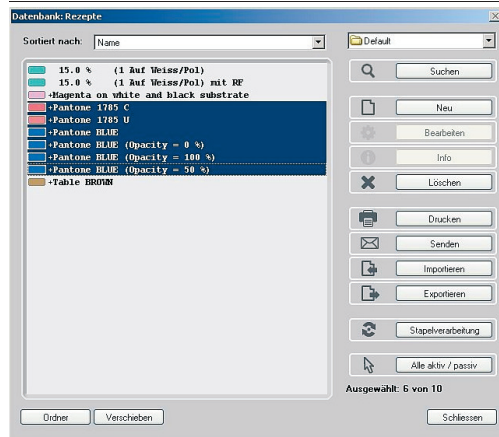 Datenbank: Rezepte
Sortiert nach: Name
Default
15.0 % (1 Auf Weiss/Pol)
15.0 % (1 Auf Weiss/Pol) mit RF
+Magenta on white and black substrate
+Pantone 1785 C
+Pantone 1785 U
+Pantone BLUE
+Pantone BLUE (Opacity = 0 %)
+Pantone BLUE (Opacity = 100 %)
+Pantone BLUE (Opacity = 50 %)
+Table BROWN
Suchen
Neu
Bearbeiten
Info
Löschen
Drucken
Senden
Importieren
Exportieren
Stapelverarbeitung
Alle aktiv / passiv
Ausgewählt: 6 von 10
Ordner
Verschieben
Schliessen